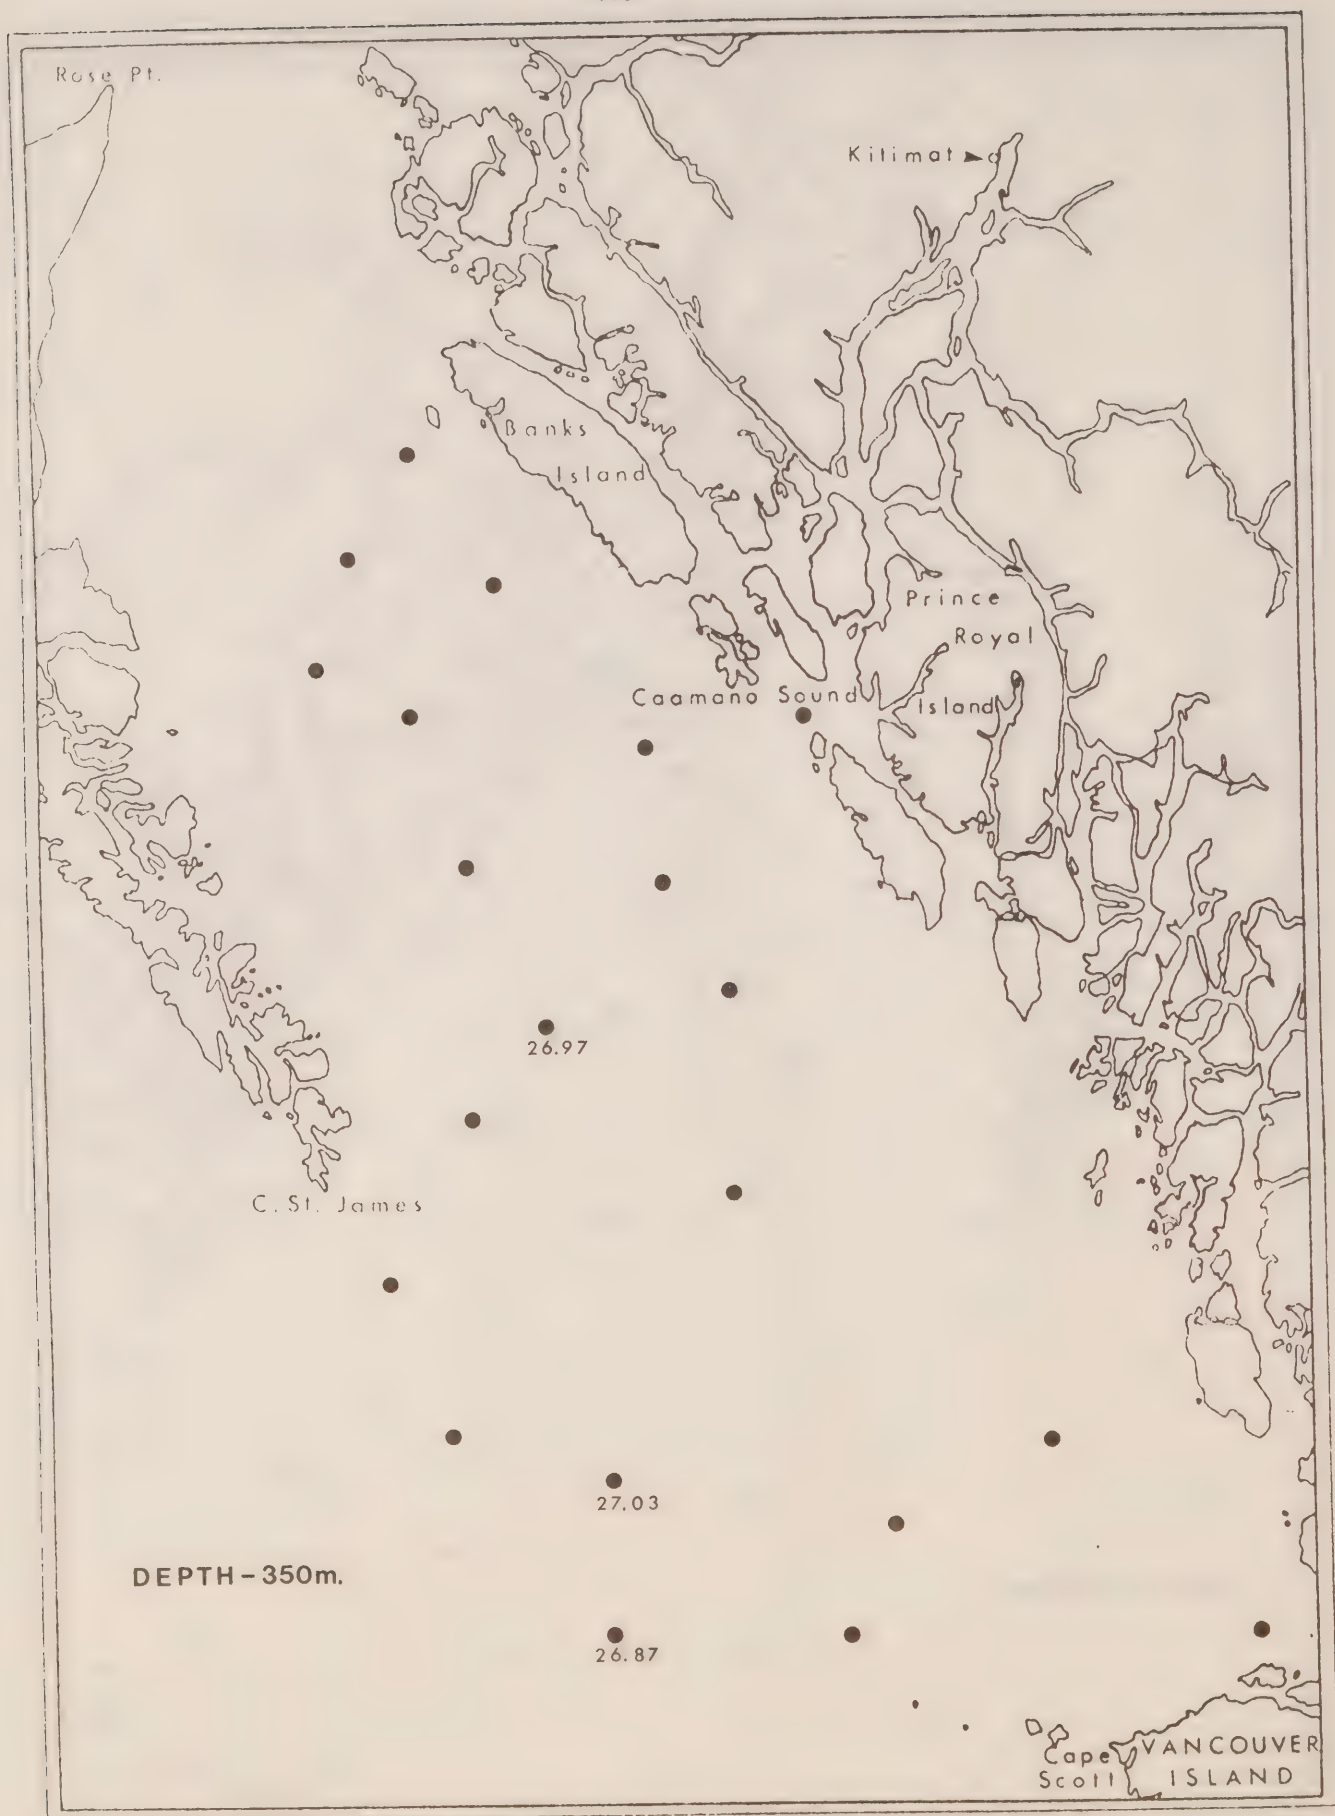 Rose Pt.
Kitimat
Banks
Island
Prince
Royal
Island
Caamano Sound
26.97
C. St. James
27.03
DEPTH – 350m.
26.87
Cape
Scott
VANCOUVER
ISLAND